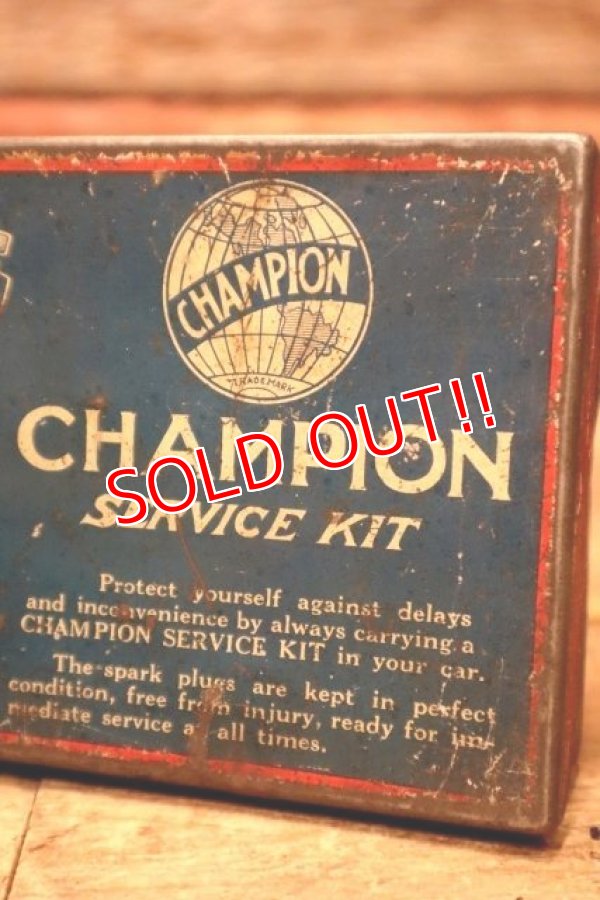 CHAMPION
TRADEMARK
CHAMPION
SOLD OUT!!
SERVICE KIT
Protect yourself against delays
and inconvenience by always carrying a
CHAMPION SERVICE KIT in your car.
The spark plugs are kept in perfect
condition, free from injury, ready for im-
mediate service at all times.